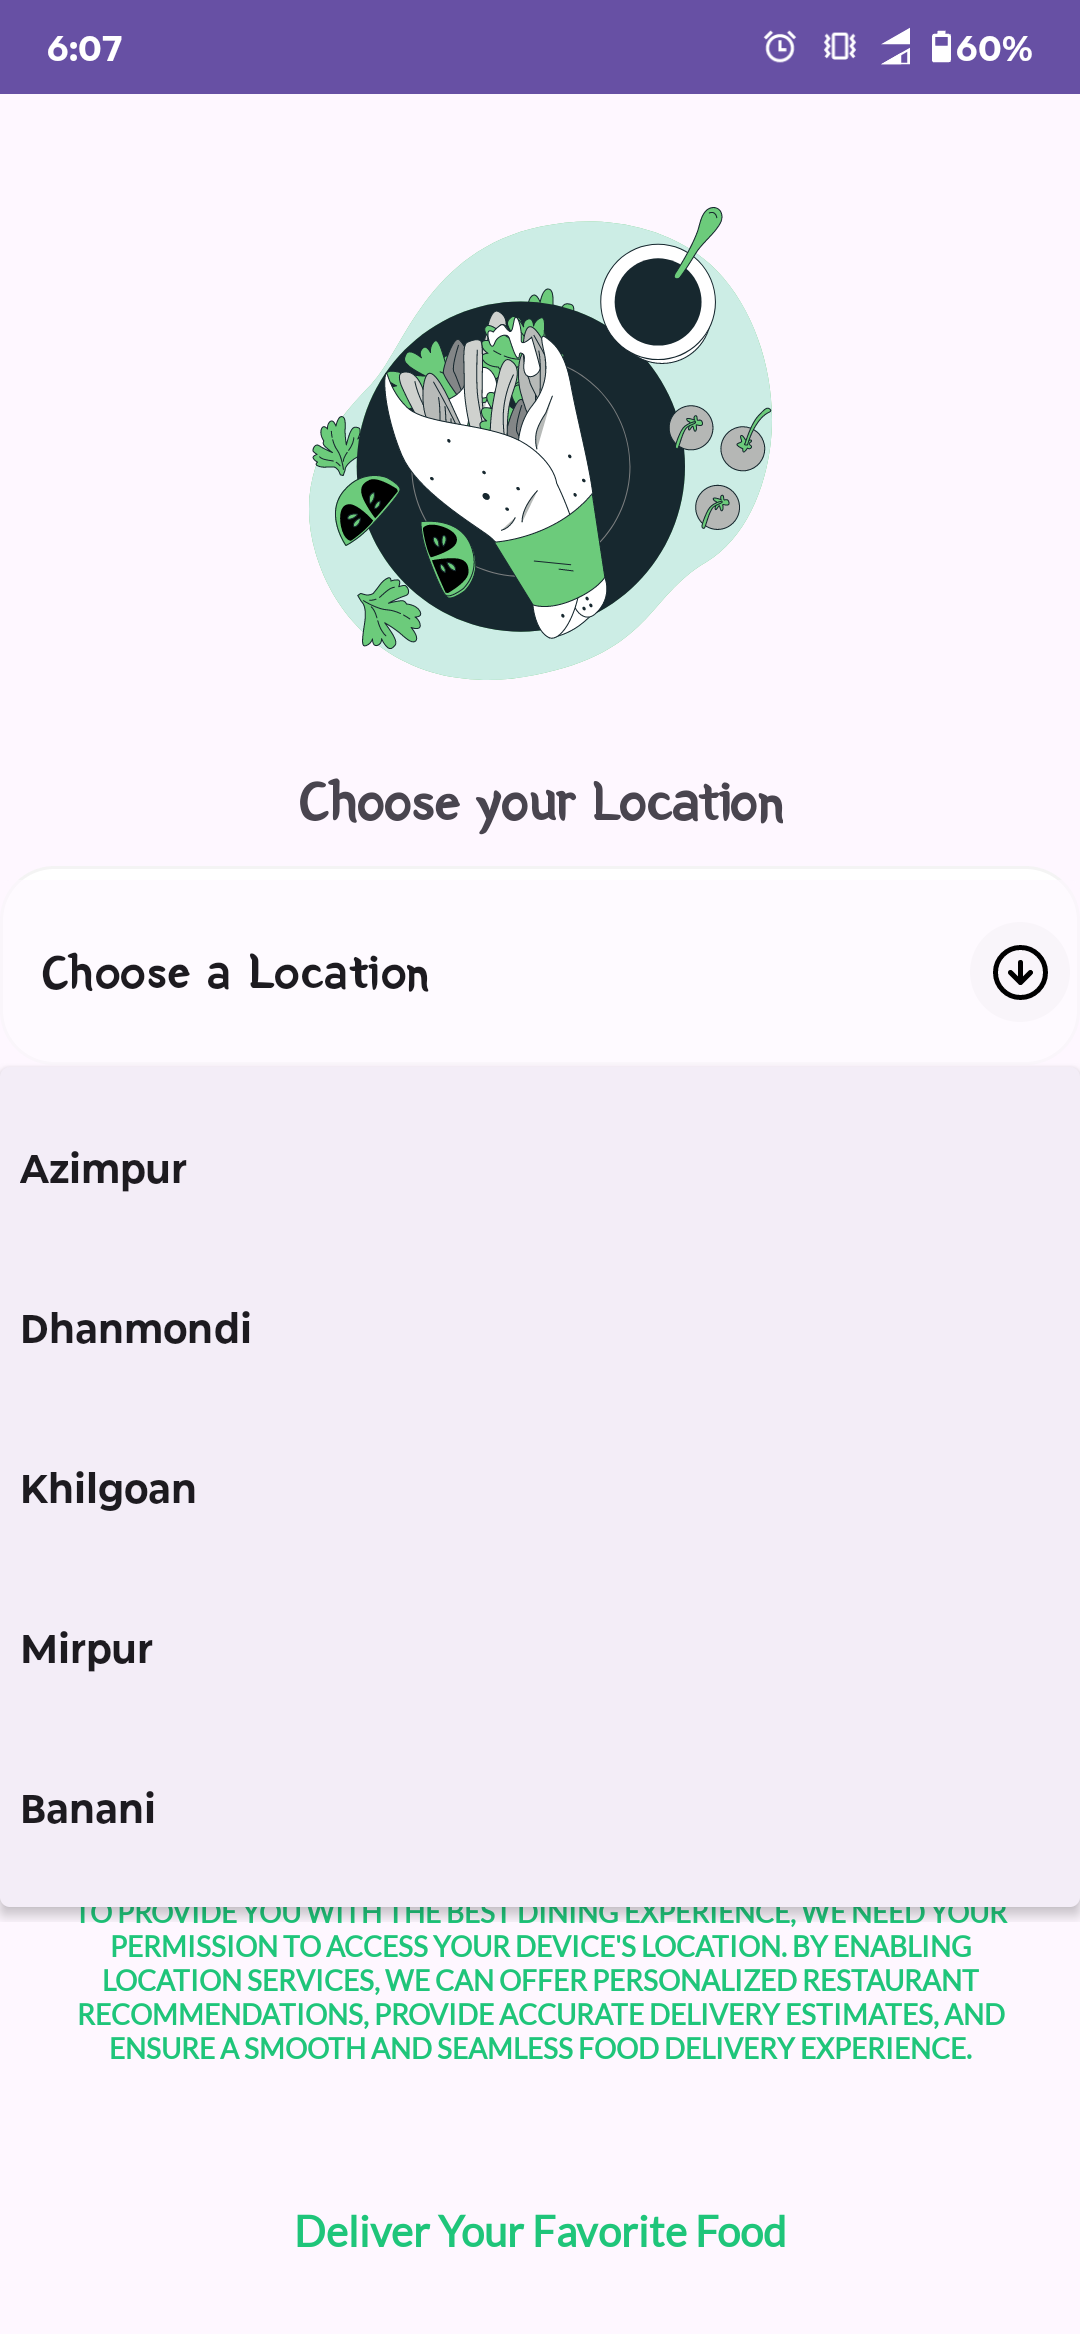 6:07 60%
Choose your Location
Choose a Location
Azimpur
Dhanmondi
Khilgoan
Mirpur
Banani
TO PROVIDE YOU WITH THE BEST DINING EXPERIENCE, WE NEED YOUR
PERMISSION TO ACCESS YOUR DEVICE'S LOCATION. BY ENABLING
LOCATION SERVICES, WE CAN OFFER PERSONALIZED RESTAURANT
RECOMMENDATIONS, PROVIDE ACCURATE DELIVERY ESTIMATES, AND
ENSURE A SMOOTH AND SEAMLESS FOOD DELIVERY EXPERIENCE.
Deliver Your Favorite Food